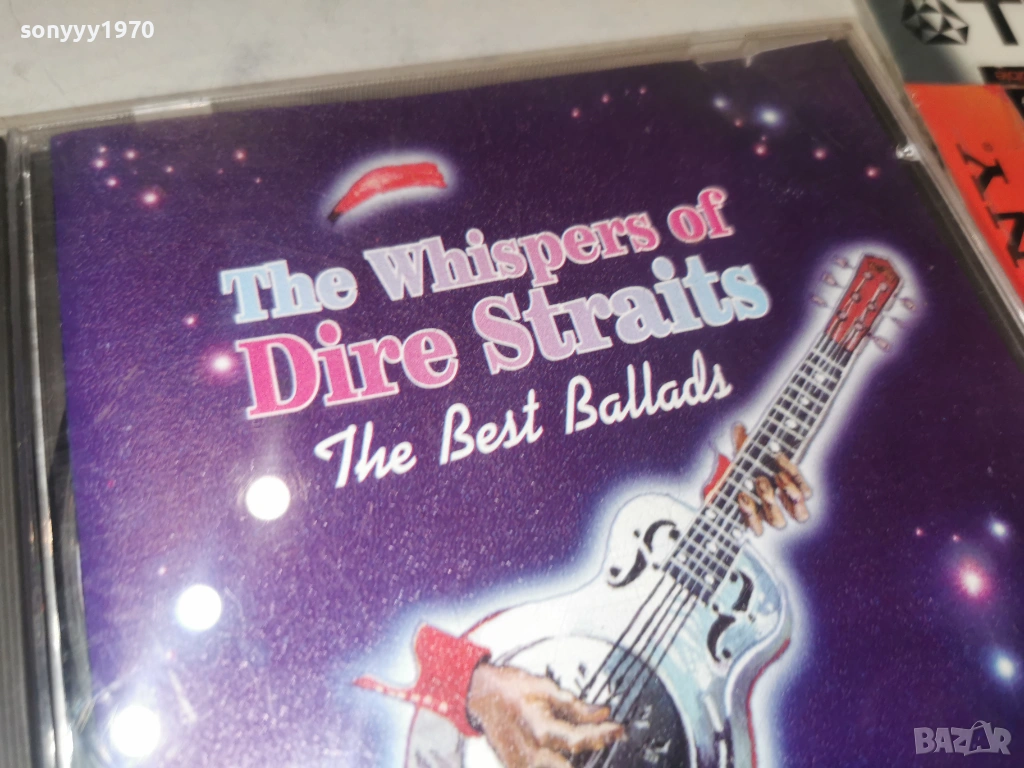 sonyyy1970
The Whispers of
Dire Straits
The Best Ballads
BAZAR